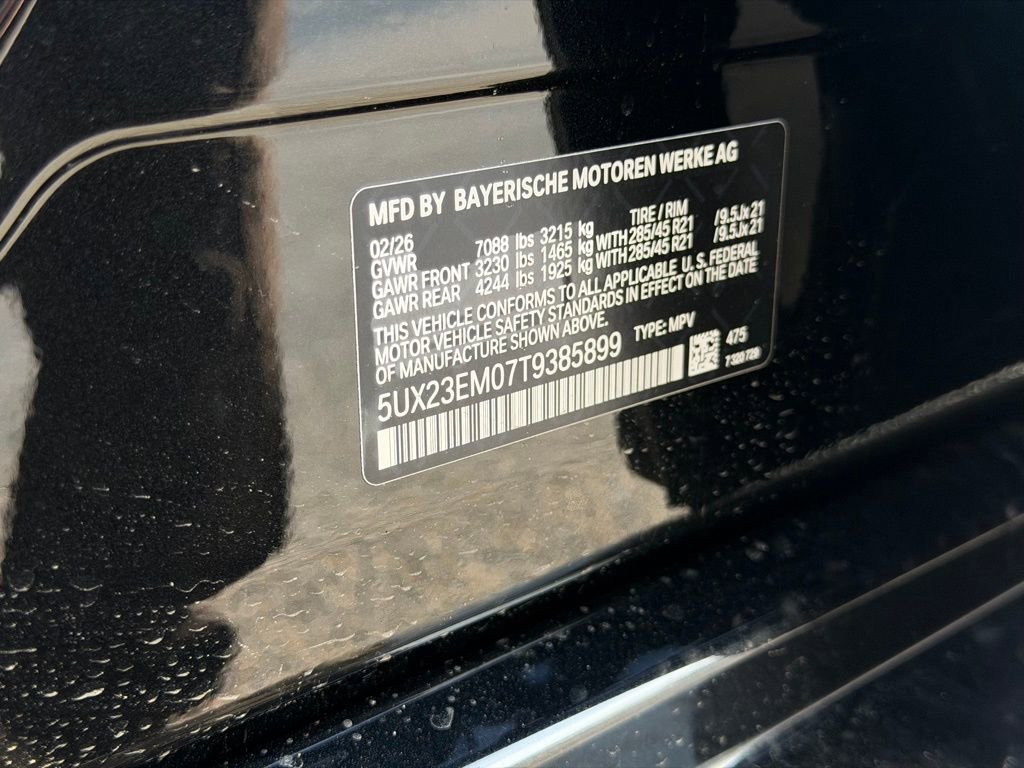 MFD BY BAYERISCHE MOTOREN WERKE AG
02/26 TIRE / RIM
GVWR 7088 lbs 3215 kg
GAWR FRONT 3230 lbs 1465 kg WITH 285/45 R21 /9.5Jx21
GAWR REAR 4244 lbs 1925 kg WITH 285/45 R21 /9.5Jx21
THIS VEHICLE CONFORMS TO ALL APPLICABLE U.S. FEDERAL
MOTOR VEHICLE SAFETY STANDARDS IN EFFECT ON THE DATE
OF MANUFACTURE SHOWN ABOVE.
TYPE: MPV
5UX23EM07T9385899
475
7 320 729